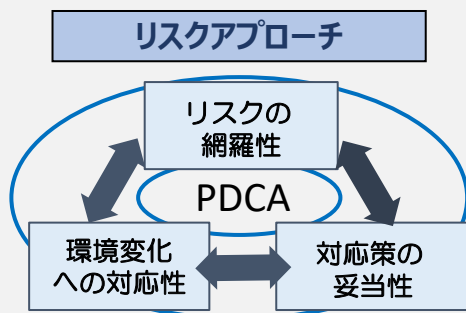 リスクアプローチ
リスクの
網羅性
PDCA
環境変化
への対応性
対応策の
妥当性